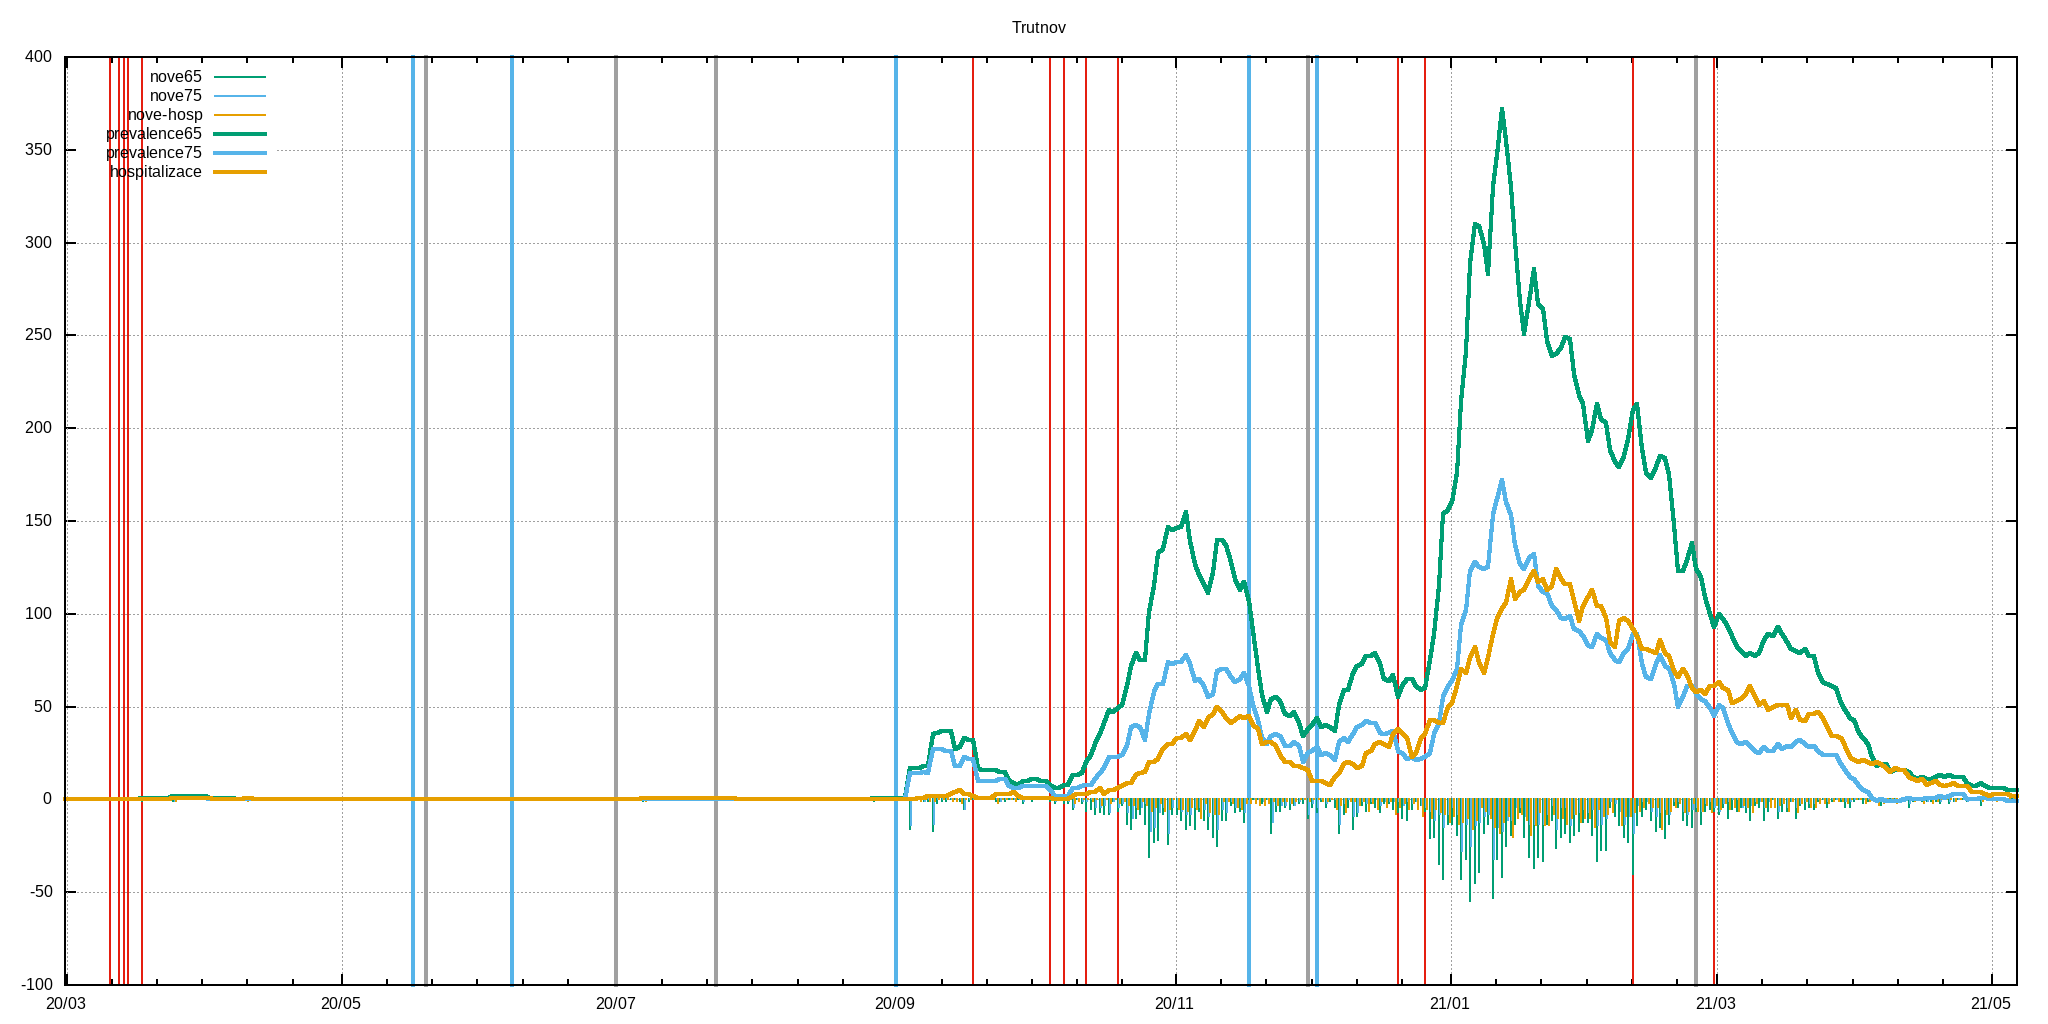 Trutnov
400
350
300
250
200
150
100
50
0
-50
-100
nove65
nove75
nove-hosp
prevalence65
prevalence75
hospitalizace
20/03 20/05 20/07 20/09 20/11 21/01 21/03 21/05